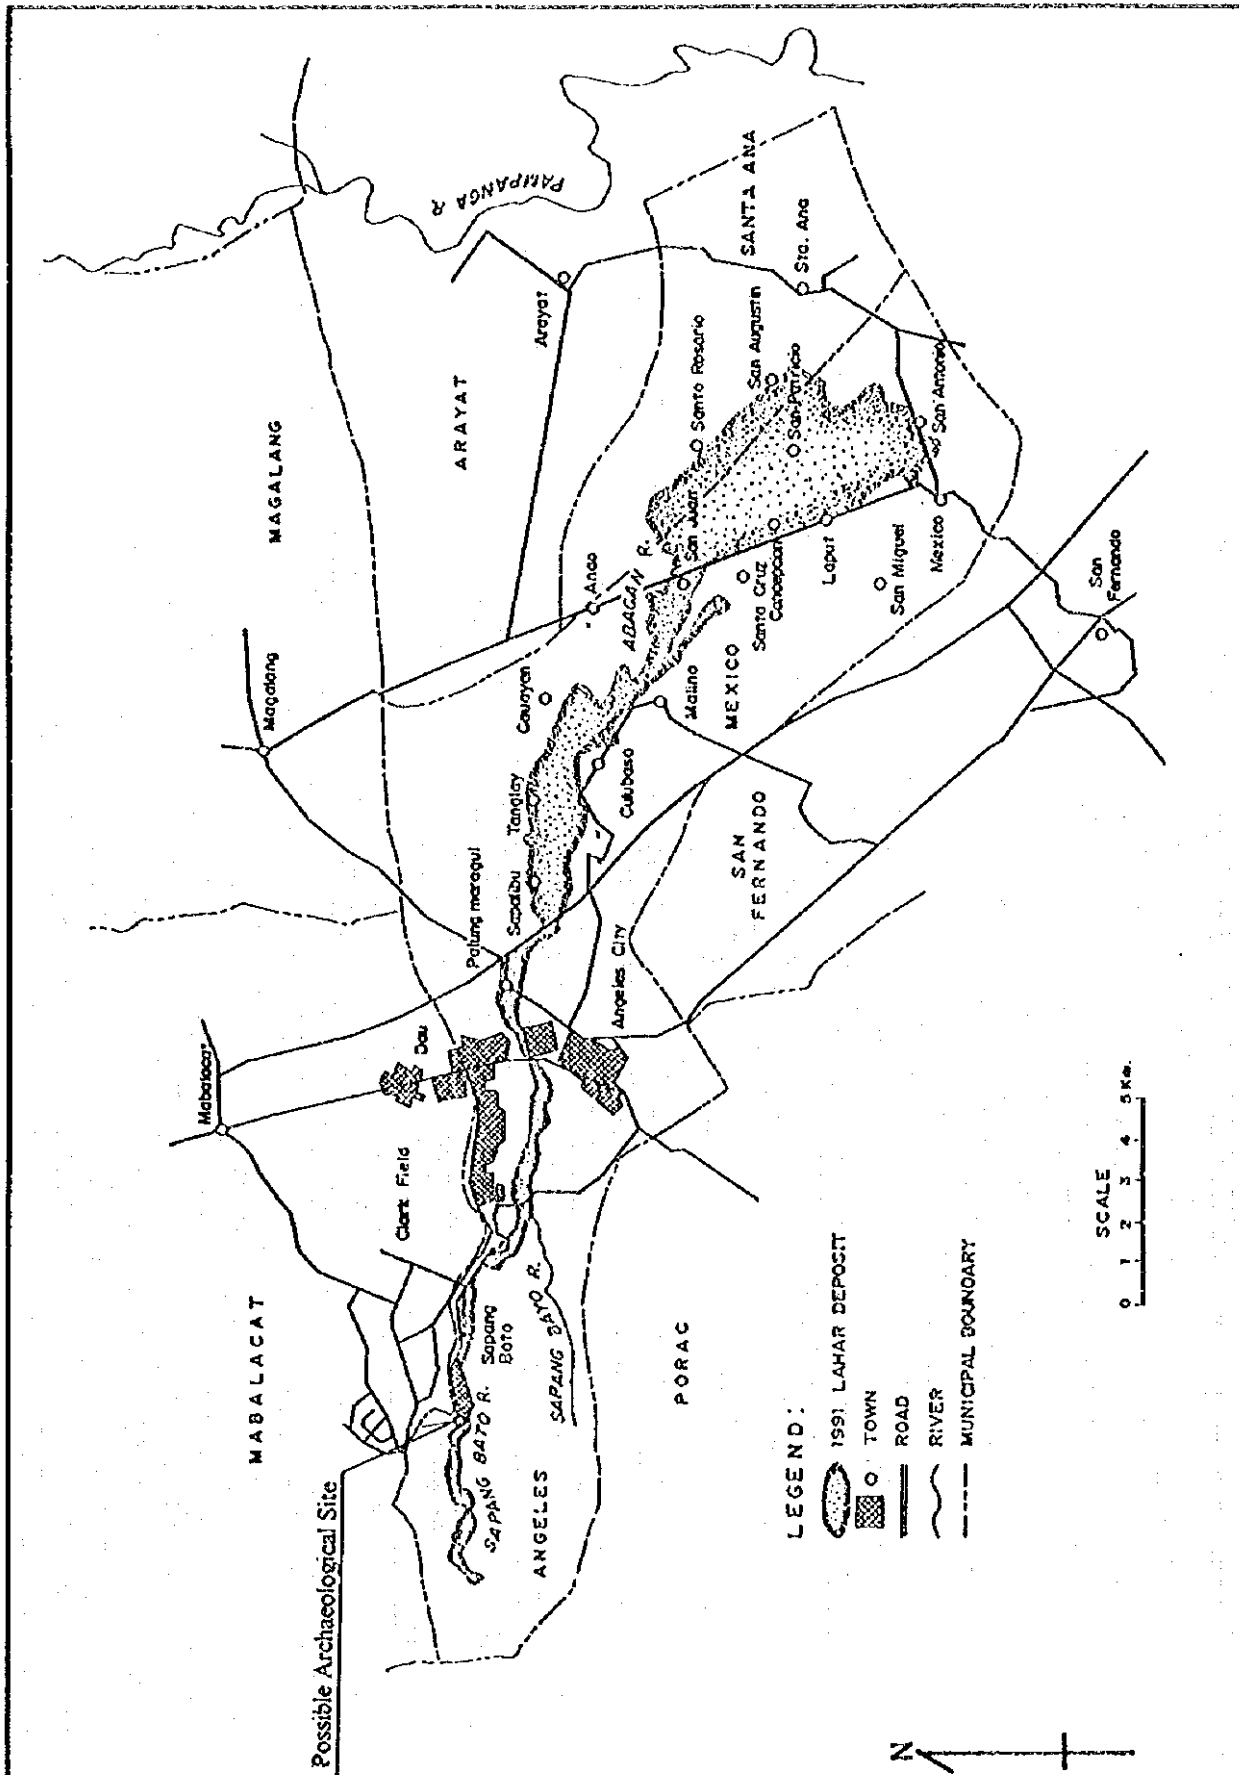 Possible Archaeological Site
MABALACAT
MAGALANG
ARAYAT
SANTA ANA
PAMPANGA R
Mabalacat
Magalang
Arayat
Sta. Ana
Clark Field
Dau
Sapalibu
Tanglay
Cauayan
Anao
ABACAN R.
San Juan
Santo Rosario
San Augustin
San Patricio
San Antonio
Sapang
Bato
SAPANG BATO R.
SAPANG BATO R.
ANGELES
PORAC
Angeles City
Culubasa
Malino
MEXICO
Santa Cruz
Concepcion
Laput
San Miguel
Mexico
SAN
FERNANDO
San
Fernando
LEGEND:
1991 LAHAR DEPOSIT
TOWN
ROAD
RIVER
MUNICIPAL BOUNDARY
SCALE
0 1 2 3 4 5 Km.
N